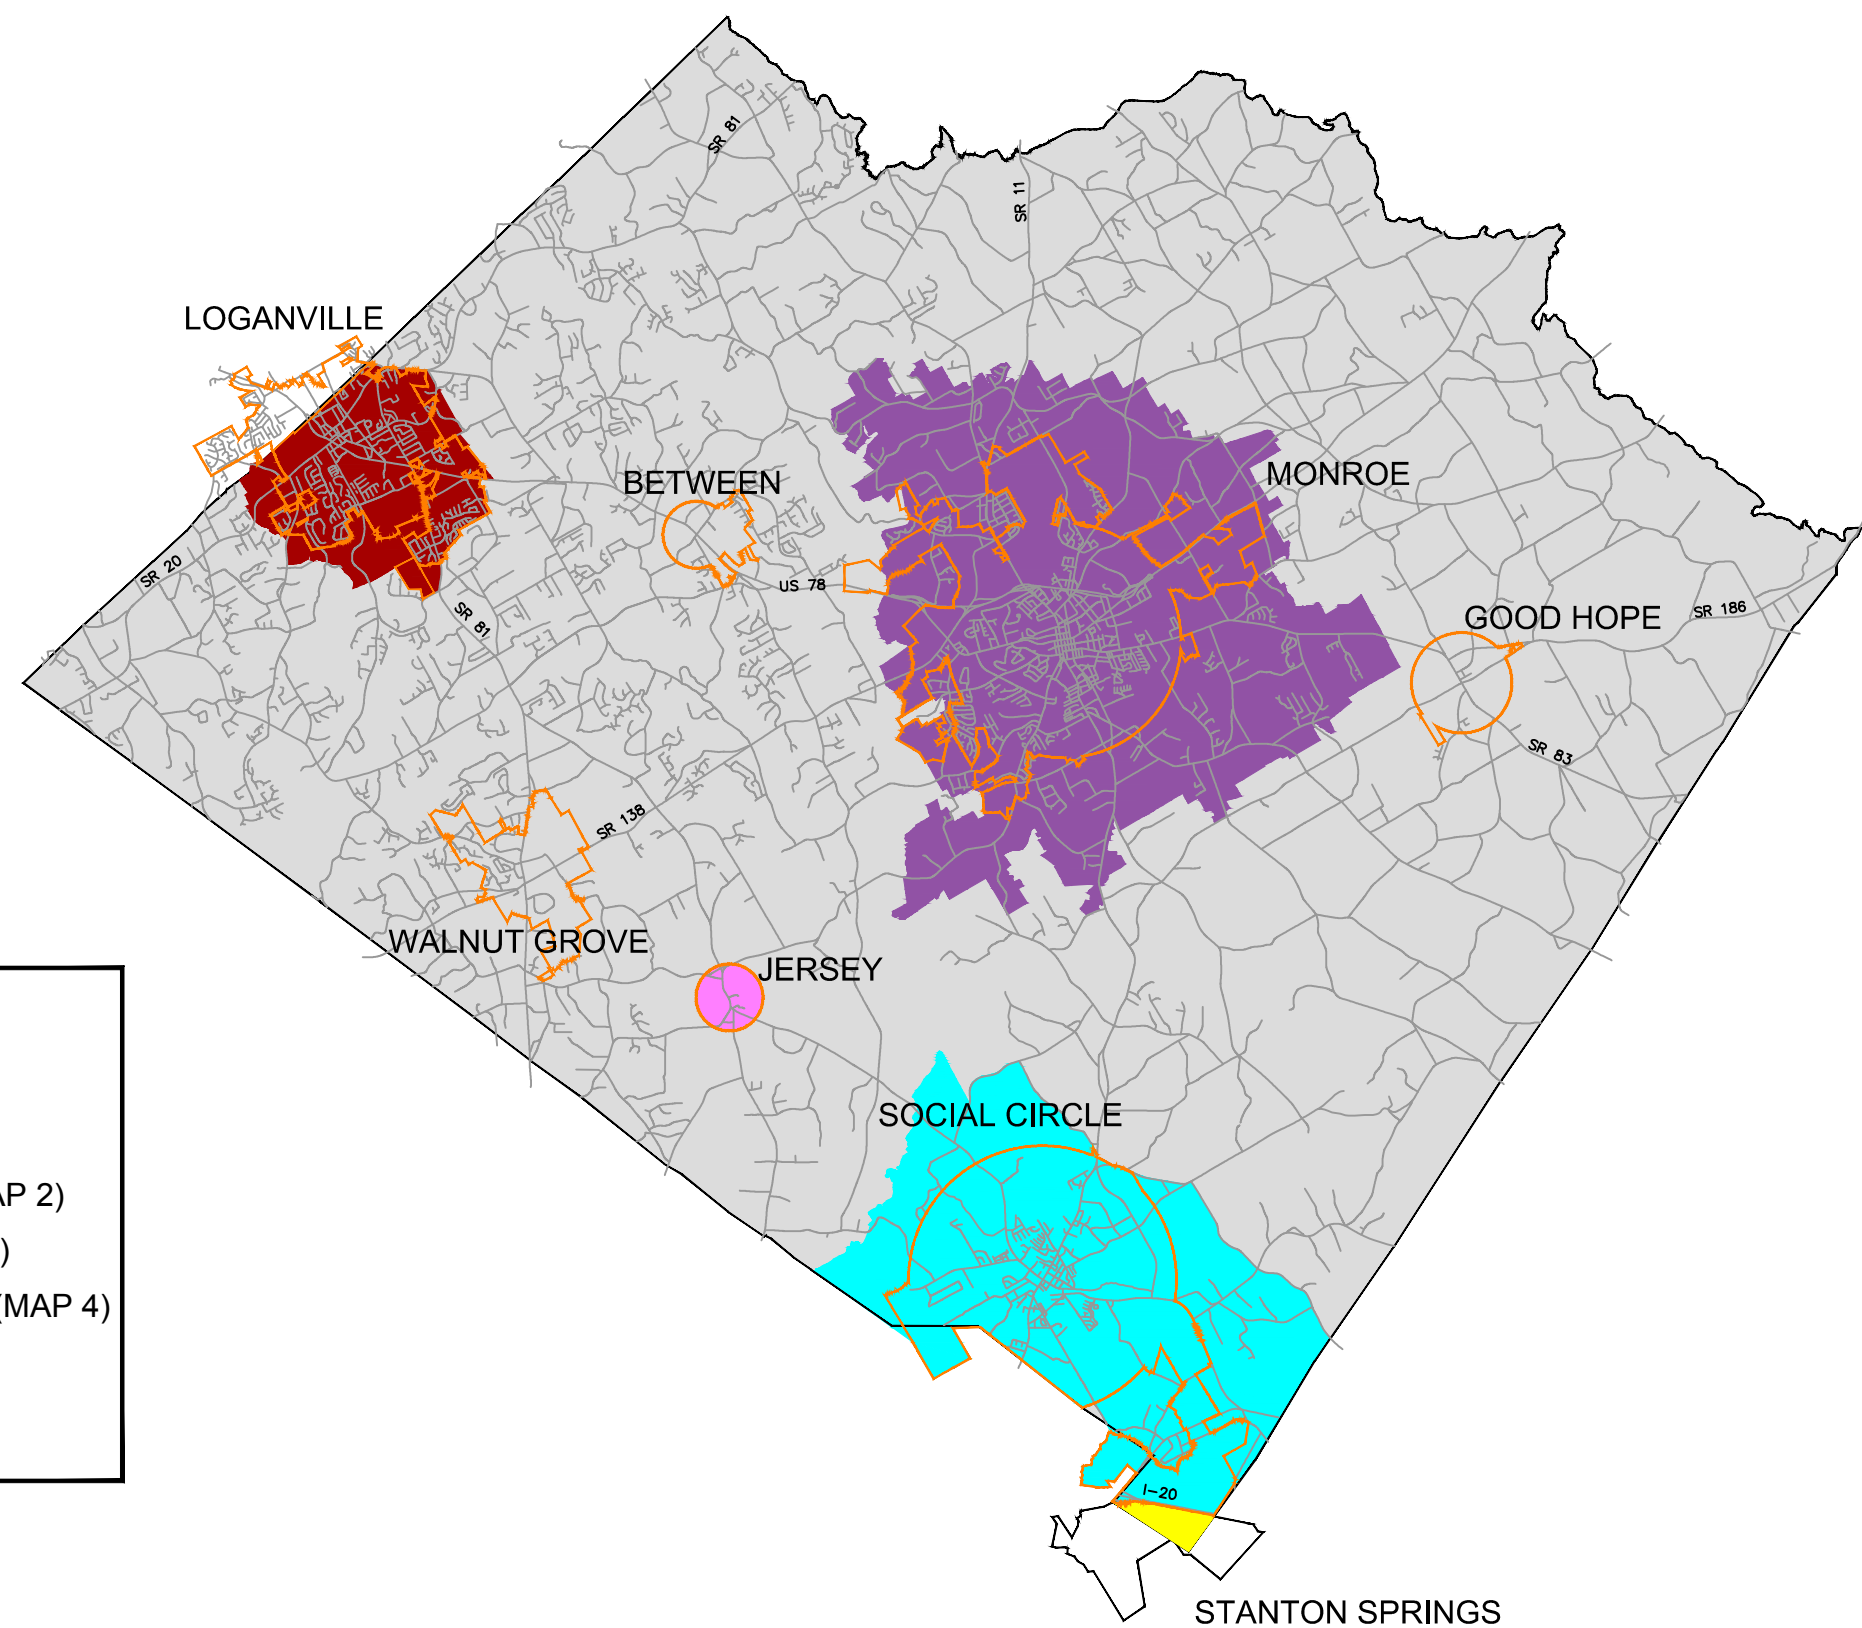 SR 81
SR 11
LOGANVILLE
BETWEEN
MONROE
SR 20
US 78
SR 81
GOOD HOPE
SR 186
SR 83
SR 138
WALNUT GROVE
JERSEY
SOCIAL CIRCLE
AP 2)
)
(MAP 4)
I-20
STANTON SPRINGS